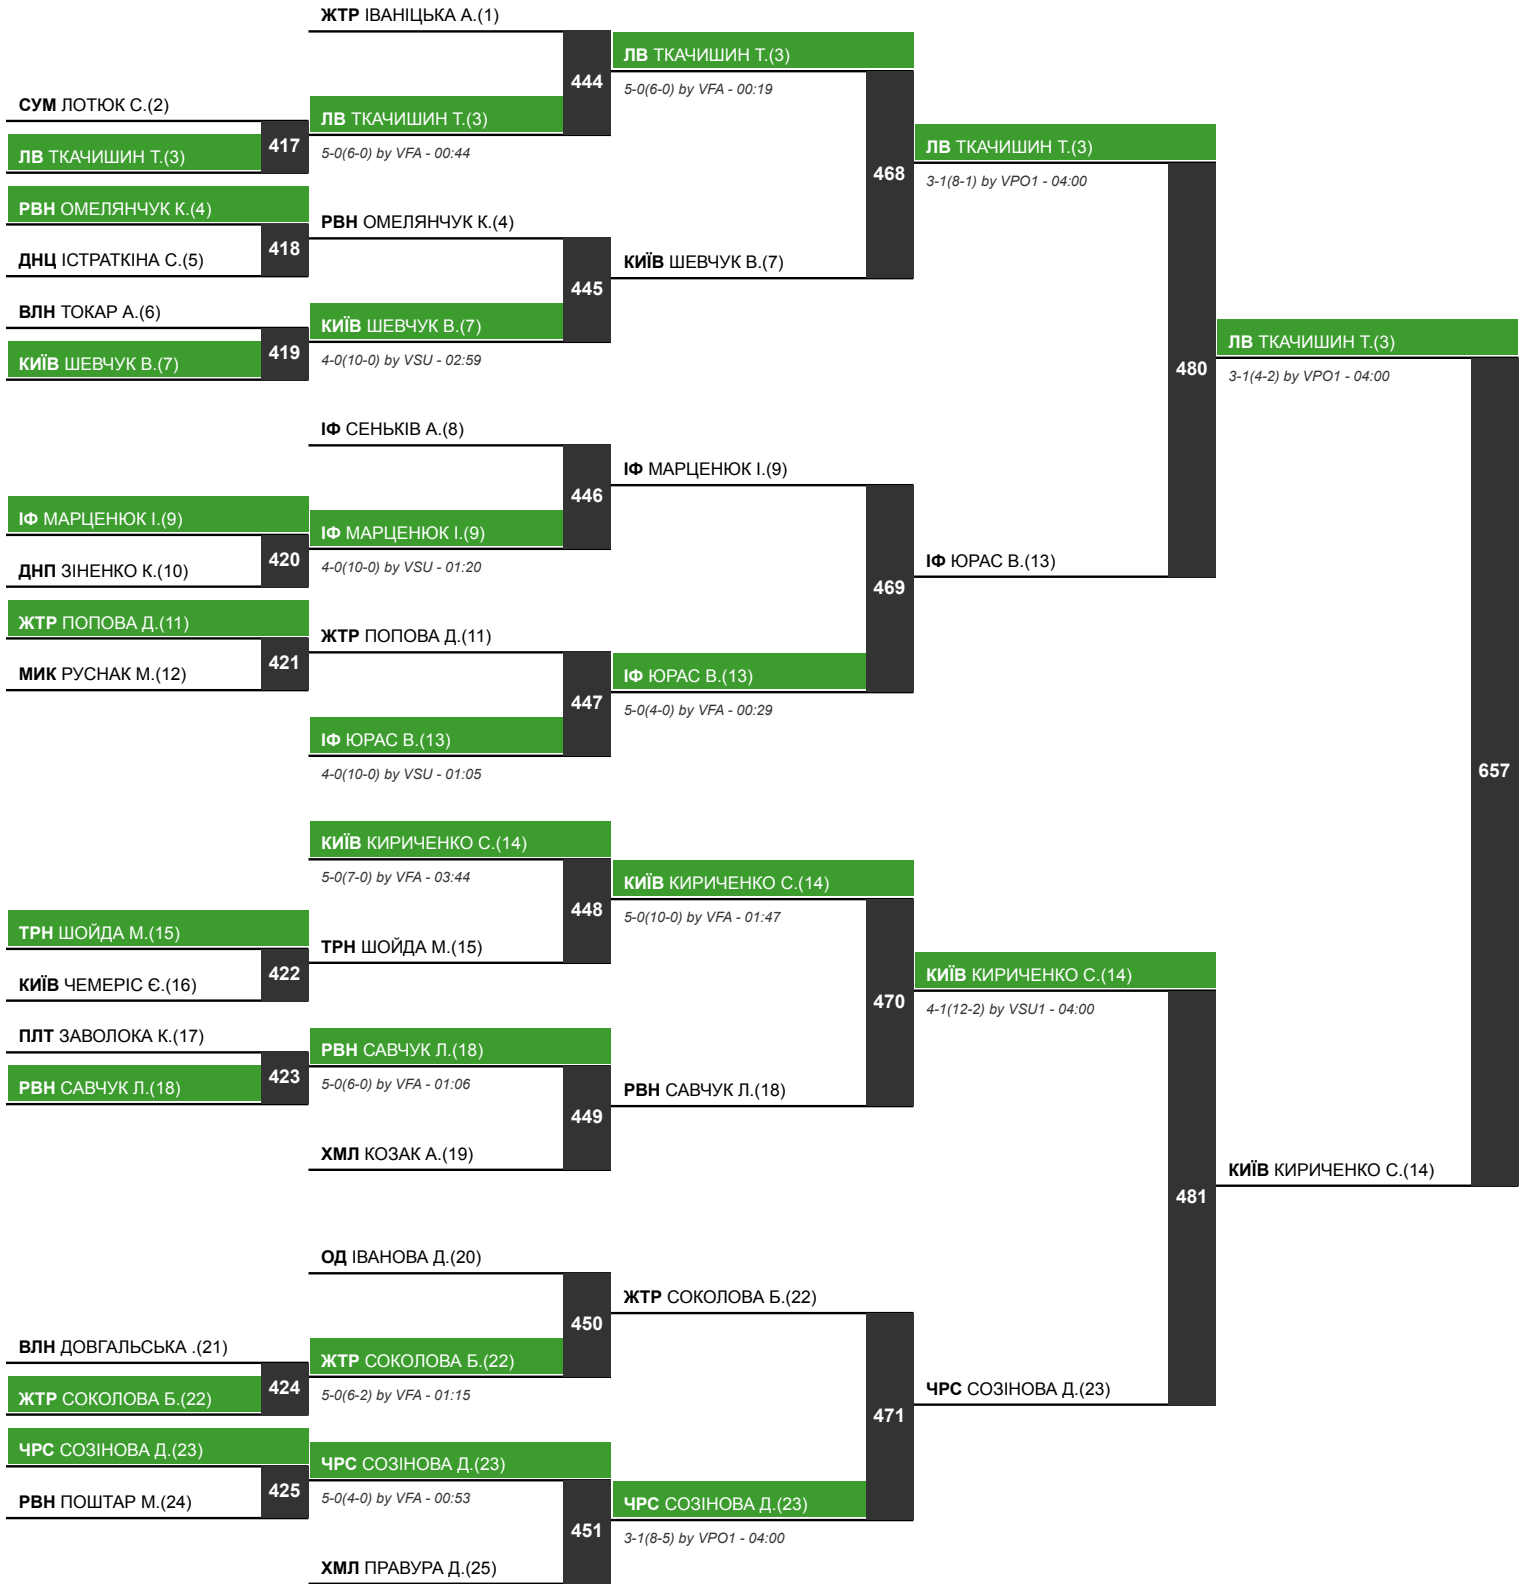 ЖТР ІВАНІЦЬКА А.(1)
СУМ ЛОТЮК С.(2)
417
ЛВ ТКАЧИШИН Т.(3)
РВН ОМЕЛЯНЧУК К.(4)
418
ДНЦ ІСТРАТКІНА С.(5)
ВЛН ТОКАР А.(6)
419
КИЇВ ШЕВЧУК В.(7)
ІФ МАРЦЕНЮК І.(9)
420
ДНП ЗІНЕНКО К.(10)
ЖТР ПОПОВА Д.(11)
421
МИК РУСНАК М.(12)
ТРН ШОЙДА М.(15)
422
КИЇВ ЧЕМЕРІС Є.(16)
ПЛТ ЗАВОЛОКА К.(17)
423
РВН САВЧУК Л.(18)
ВЛН ДОВГАЛЬСЬКА .(21)
424
ЖТР СОКОЛОВА Б.(22)
ЧРС СОЗІНОВА Д.(23)
425
РВН ПОШТАР М.(24)
444
ЛВ ТКАЧИШИН Т.(3)
5-0(6-0) by VFA - 00:44
РВН ОМЕЛЯНЧУК К.(4)
445
КИЇВ ШЕВЧУК В.(7)
4-0(10-0) by VSU - 02:59
ІФ СЕНЬКІВ А.(8)
446
ІФ МАРЦЕНЮК І.(9)
4-0(10-0) by VSU - 01:20
ЖТР ПОПОВА Д.(11)
447
ІФ ЮРАС В.(13)
4-0(10-0) by VSU - 01:05
КИЇВ КИРИЧЕНКО С.(14)
5-0(7-0) by VFA - 03:44
448
ТРН ШОЙДА М.(15)
РВН САВЧУК Л.(18)
5-0(6-0) by VFA - 01:06
449
ХМЛ КОЗАК А.(19)
ОД ІВАНОВА Д.(20)
450
ЖТР СОКОЛОВА Б.(22)
5-0(6-2) by VFA - 01:15
ЧРС СОЗІНОВА Д.(23)
5-0(4-0) by VFA - 00:53
451
ХМЛ ПРАВУРА Д.(25)
ЛВ ТКАЧИШИН Т.(3)
5-0(6-0) by VFA - 00:19
468
КИЇВ ШЕВЧУК В.(7)
ІФ МАРЦЕНЮК І.(9)
469
ІФ ЮРАС В.(13)
5-0(4-0) by VFA - 00:29
КИЇВ КИРИЧЕНКО С.(14)
5-0(10-0) by VFA - 01:47
470
РВН САВЧУК Л.(18)
ЖТР СОКОЛОВА Б.(22)
471
ЧРС СОЗІНОВА Д.(23)
3-1(8-5) by VPO1 - 04:00
ЛВ ТКАЧИШИН Т.(3)
3-1(8-1) by VPO1 - 04:00
480
ІФ ЮРАС В.(13)
КИЇВ КИРИЧЕНКО С.(14)
4-1(12-2) by VSU1 - 04:00
481
ЧРС СОЗІНОВА Д.(23)
ЛВ ТКАЧИШИН Т.(3)
3-1(4-2) by VPO1 - 04:00
657
КИЇВ КИРИЧЕНКО С.(14)